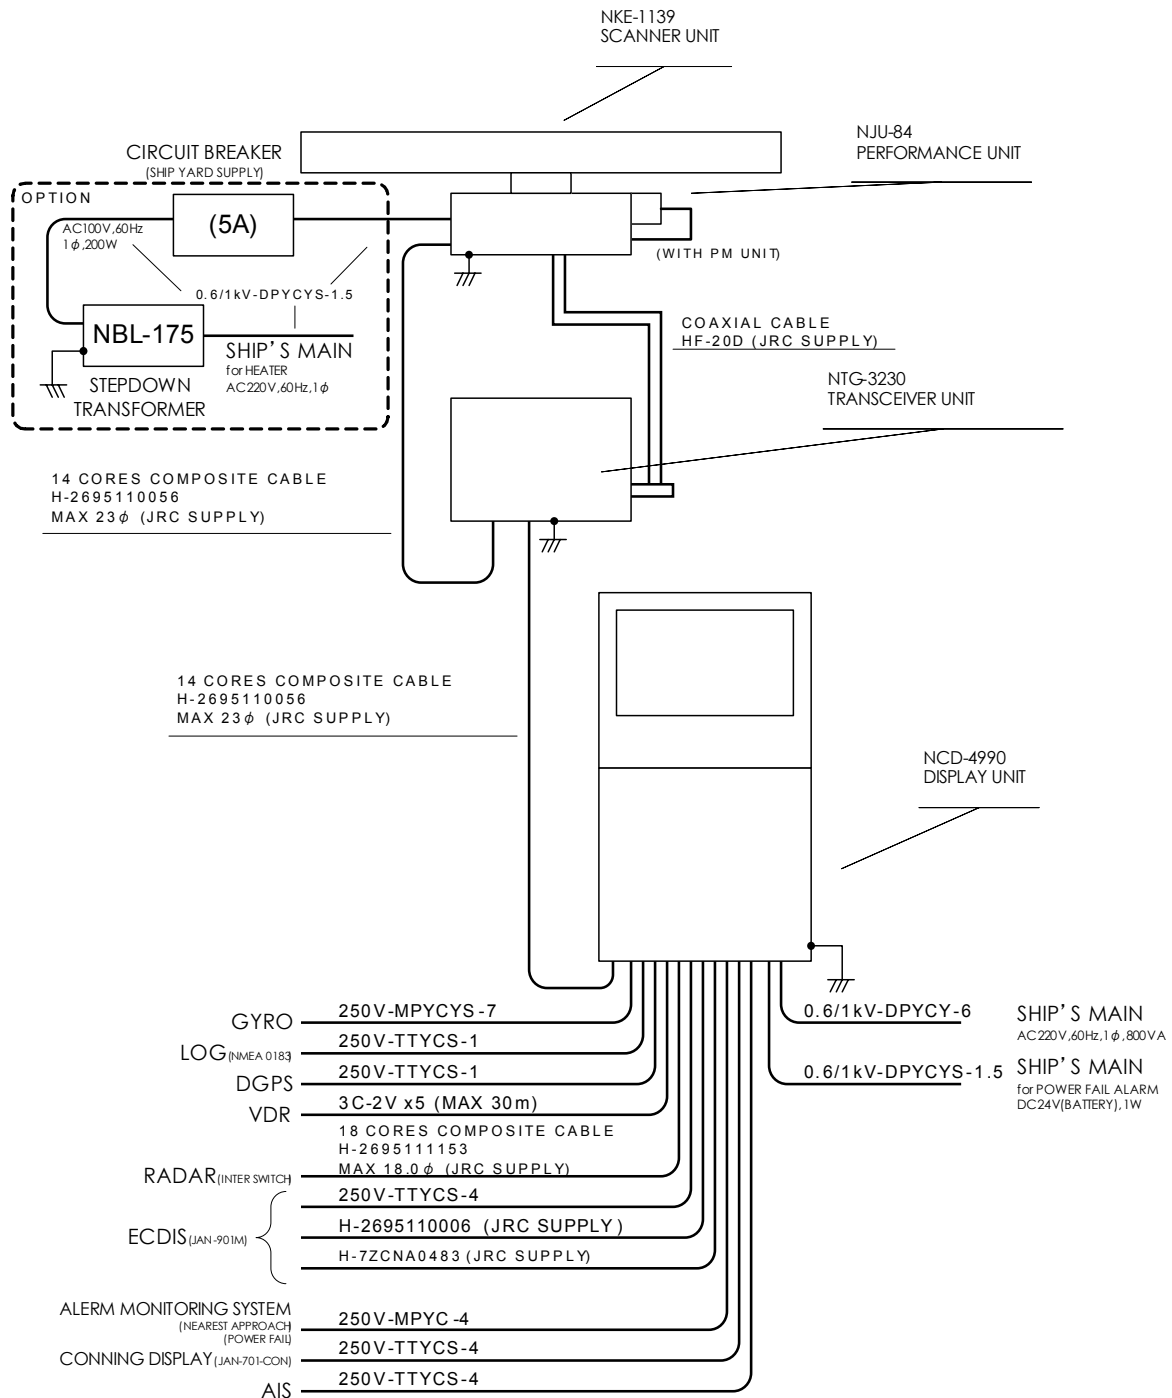 NKE-1139
SCANNER UNIT
NJU-84
PERFORMANCE UNIT
CIRCUIT BREAKER
(SHIP YARD SUPPLY)
OPTION
(5A)
AC100V,60Hz
1ϕ,200W
(WITH PM UNIT)
0.6/1kV-DPYCYS-1.5
NBL-175
SHIP'S MAIN
for HEATER
AC220V,60Hz,1ϕ
STEPDOWN
TRANSFORMER
COAXIAL CABLE
HF-20D (JRC SUPPLY)
NTG-3230
TRANSCEIVER UNIT
14 CORES COMPOSITE CABLE
H-2695110056
MAX 23ϕ (JRC SUPPLY)
14 CORES COMPOSITE CABLE
H-2695110056
MAX 23ϕ (JRC SUPPLY)
NCD-4990
DISPLAY UNIT
GYRO 250V-MPYCYS-7
LOG(NMEA 0183) 250V-TTYCS-1
DGPS 250V-TTYCS-1
VDR 3C-2V x5 (MAX 30m)
18 CORES COMPOSITE CABLE
H-2695111153
RADAR(INTER SWITCH) MAX 18.0ϕ (JRC SUPPLY)
250V-TTYCS-4
ECDIS(JAN-901M) H-2695110006 (JRC SUPPLY)
H-7ZCNA0483 (JRC SUPPLY)
ALERM MONITORING SYSTEM
(NEAREST APPROACH) 250V-MPYC-4
(POWER FAIL)
CONNING DISPLAY(JAN-701-CON) 250V-TTYCS-4
AIS 250V-TTYCS-4
0.6/1kV-DPYCY-6 SHIP'S MAIN
AC220V,60Hz,1ϕ,800VA
0.6/1kV-DPYCYS-1.5 SHIP'S MAIN
for POWER FAIL ALARM
DC24V(BATTERY),1W